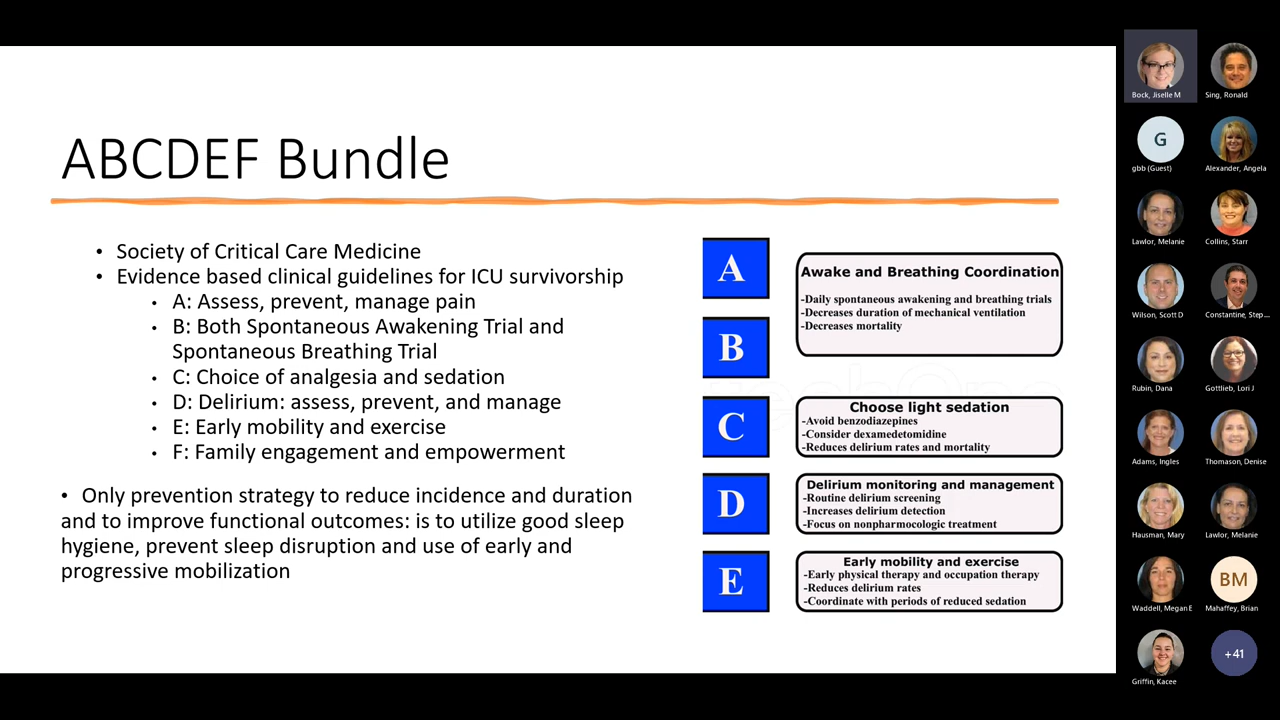 ABCDEF Bundle
• Society of Critical Care Medicine
• Evidence based clinical guidelines for ICU survivorship
• A: Assess, prevent, manage pain
• B: Both Spontaneous Awakening Trial and
Spontaneous Breathing Trial
• C: Choice of analgesia and sedation
• D: Delirium: assess, prevent, and manage
• E: Early mobility and exercise
• F: Family engagement and empowerment
• Only prevention strategy to reduce incidence and duration
and to improve functional outcomes: is to utilize good sleep
hygiene, prevent sleep disruption and use of early and
progressive mobilization
A
B
Awake and Breathing Coordination
-Daily spontaneous awakening and breathing trials
-Decreases duration of mechanical ventilation
-Decreases mortality
C
Choose light sedation
-Avoid benzodiazepines
-Consider dexamedetomidine
-Reduces delirium rates and mortality
D
Delirium monitoring and management
-Routine delirium screening
-Increases delirium detection
-Focus on nonpharmocologic treatment
E
Early mobility and exercise
-Early physical therapy and occupation therapy
-Reduces delirium rates
-Coordinate with periods of reduced sedation
Bock, Jiselle M
Sing, Ronald
G
gbb (Guest)
Alexander, Angela
Lawlor, Melanie
Collins, Starr
Wilson, Scott D
Constantine, Step...
Rubin, Dana
Gottlieb, Lori J
Adams, Ingles
Thomason, Denise
Hausman, Mary
Lawlor, Melanie
Waddell, Megan E
BM
Mahaffey, Brian
Griffin, Kacee
+41